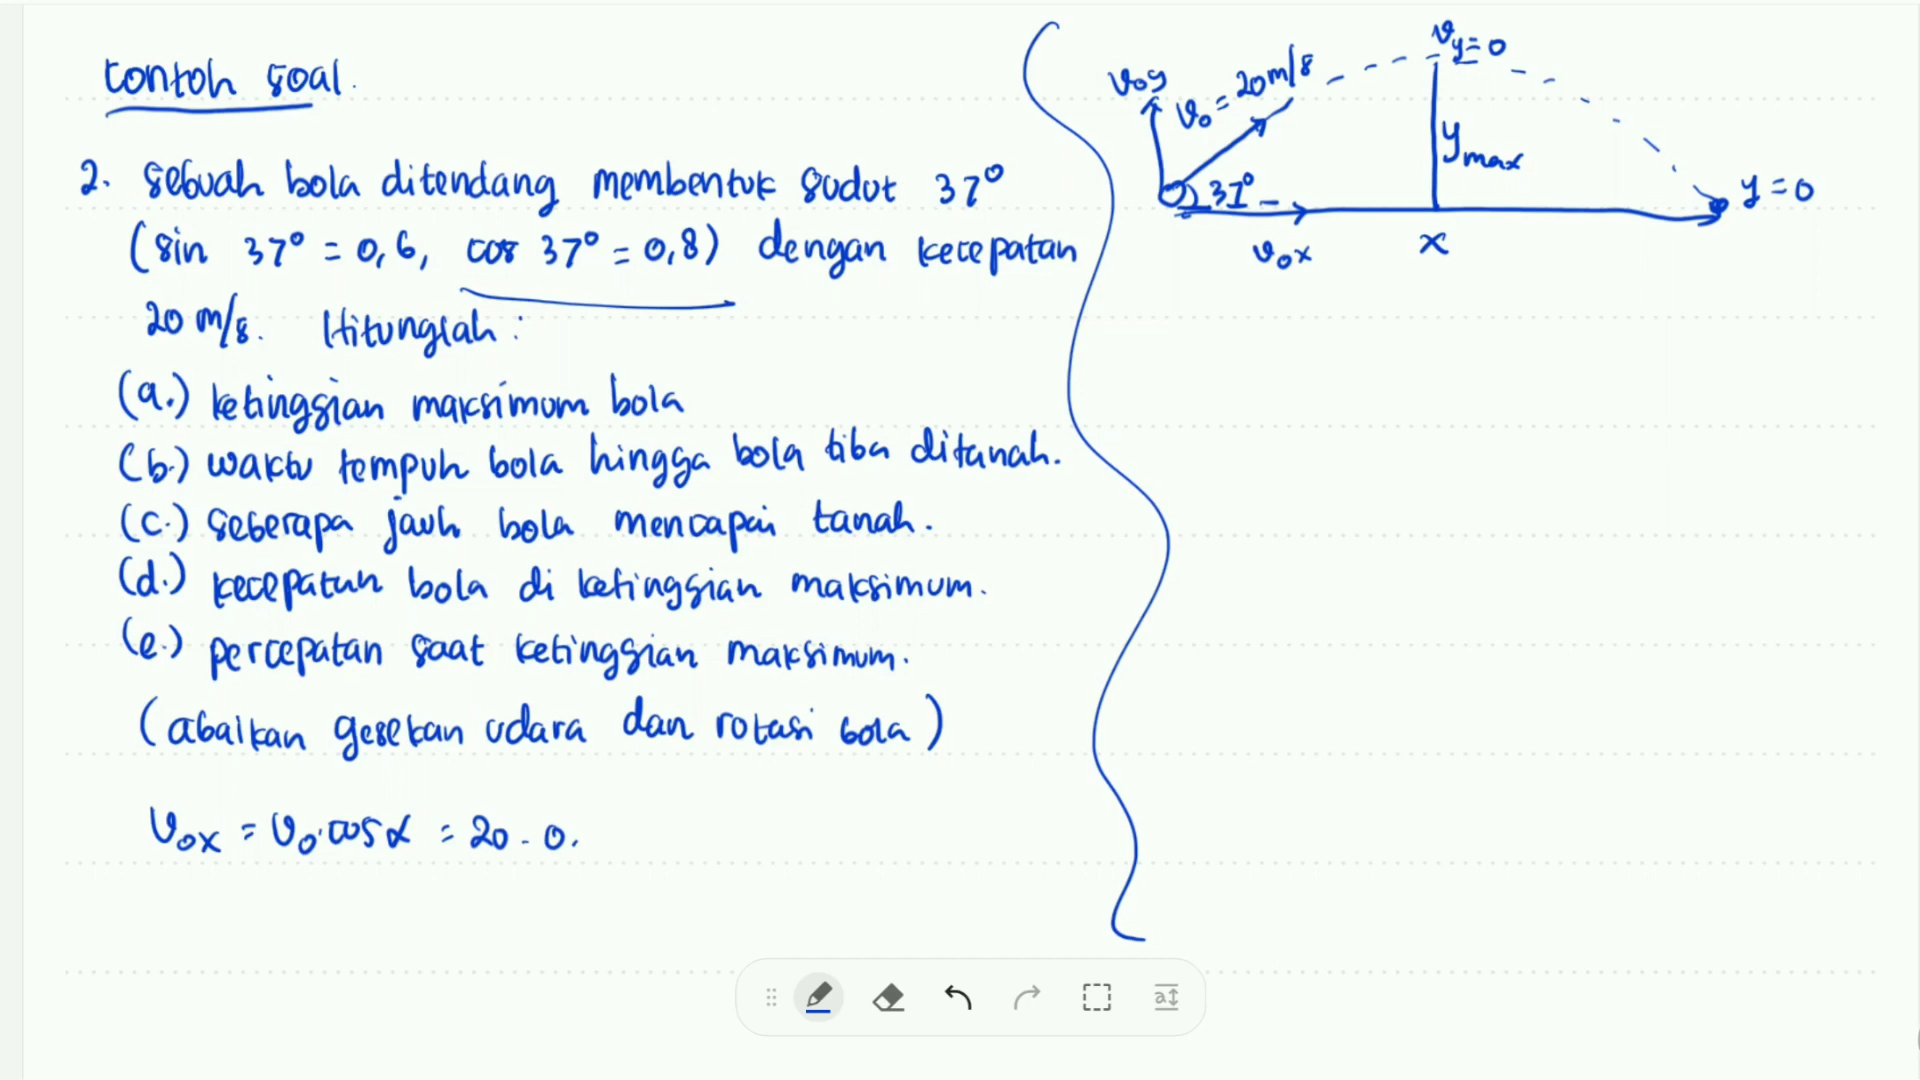 contoh soal.
2. sebuah bola ditendang membentuk sudut 37°
(sin 37° = 0,6, cos 37° = 0,8) dengan kecepatan
20 m/s. Hitunglah :
(a.) ketinggian maksimum bola
(b.) waktu tempuh bola hingga bola tiba ditanah.
(c.) seberapa jauh bola mencapai tanah.
(d.) kecepatan bola di ketinggian maksimum.
(e.) percepatan saat ketinggian maksimum.
(abaikan gesekan udara dan rotasi bola)
v₀x = v₀.cos α = 20 . 0.
vy=0
v₀y
v₀ = 20 m/s
ymax
37°
y = 0
v₀x
x
a